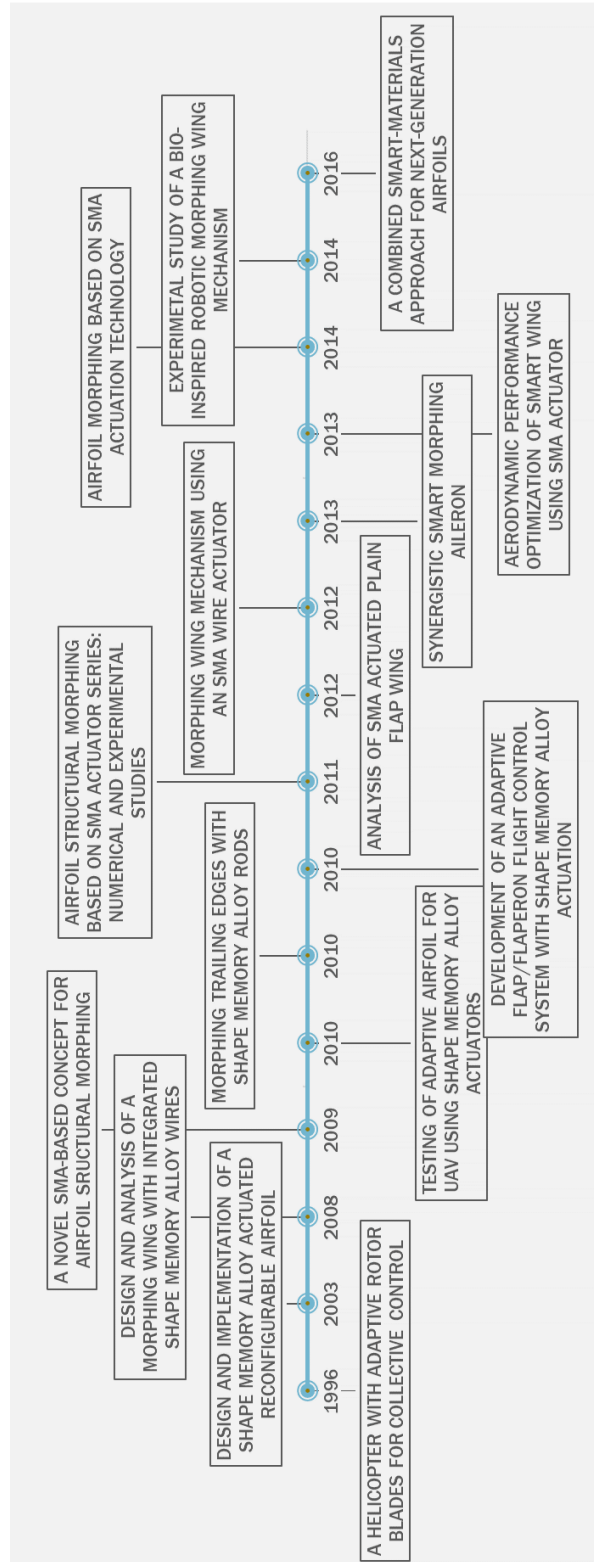 A NOVEL SMA-BASED CONCEPT FOR
AIRFOIL SRUCTURAL MORPHING
DESIGN AND ANALYSIS OF A
MORPHING WING WITH INTEGRATED
SHAPE MEMORY ALLOY WIRES
DESIGN AND IMPLEMENTATION OF A
SHAPE MEMORY ALLOY ACTUATED
RECONFIGURABLE AIRFOIL
AIRFOIL STRUCTURAL MORPHING
BASED ON SMA ACTUATOR SERIES:
NUMERICAL AND EXPERIMENTAL
STUDIES
MORPHING TRAILING EDGES WITH
SHAPE MEMORY ALLOY RODS
AIRFOIL MORPHING BASED ON SMA
ACTUATION TECHNOLOGY
MORPHING WING MECHANISM USING
AN SMA WIRE ACTUATOR
EXPERIMETAL STUDY OF A BIO-
INSPIRED ROBOTIC MORPHING WING
MECHANISM
1996
2003
2008
2009
2010
2010
2010
2011
2012
2012
2013
2013
2014
2014
2016
A HELICOPTER WITH ADAPTIVE ROTOR
BLADES FOR COLLECTIVE CONTROL
TESTING OF ADAPTIVE AIRFOIL FOR
UAV USING SHAPE MEMORY ALLOY
ACTUATORS
DEVELOPMENT OF AN ADAPTIVE
FLAP/FLAPERON FLIGHT CONTROL
SYSTEM WITH SHAPE MEMORY ALLOY
ACTUATION
ANALYSIS OF SMA ACTUATED PLAIN
FLAP WING
SYNERGISTIC SMART MORPHING
AILERON
AERODYNAMIC PERFORMANCE
OPTIMIZATION OF SMART WING
USING SMA ACTUATOR
A COMBINED SMART-MATERIALS
APPROACH FOR NEXT-GENERATION
AIRFOILS